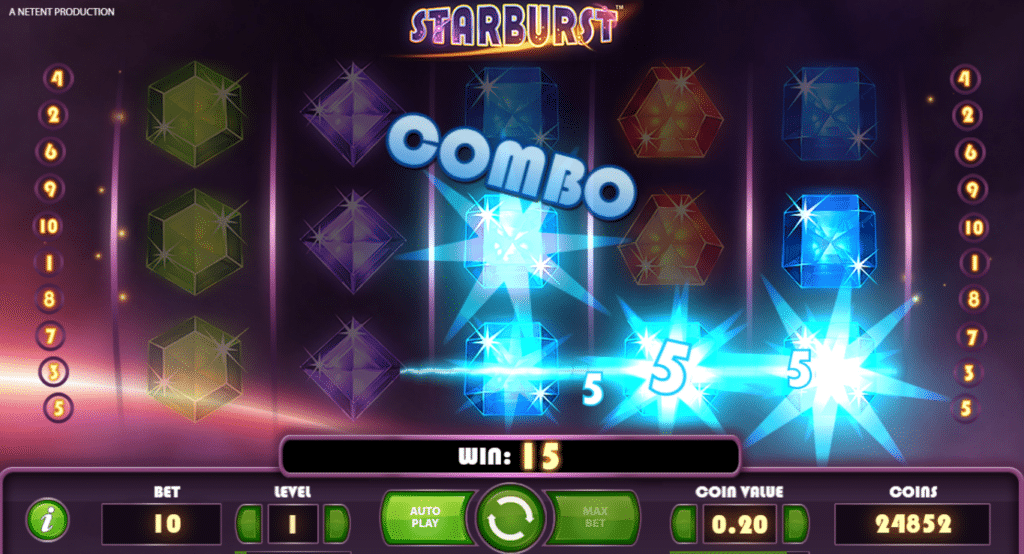 A NETENT PRODUCTION
STARBURST™
4
2
6
9
10
1
8
7
3
5
COMBO
5
5
5
4
2
6
9
10
1
8
7
3
5
WIN: 15
BET
10
LEVEL
1
AUTO
PLAY
MAX
BET
COIN VALUE
0.20
COINS
24852
i